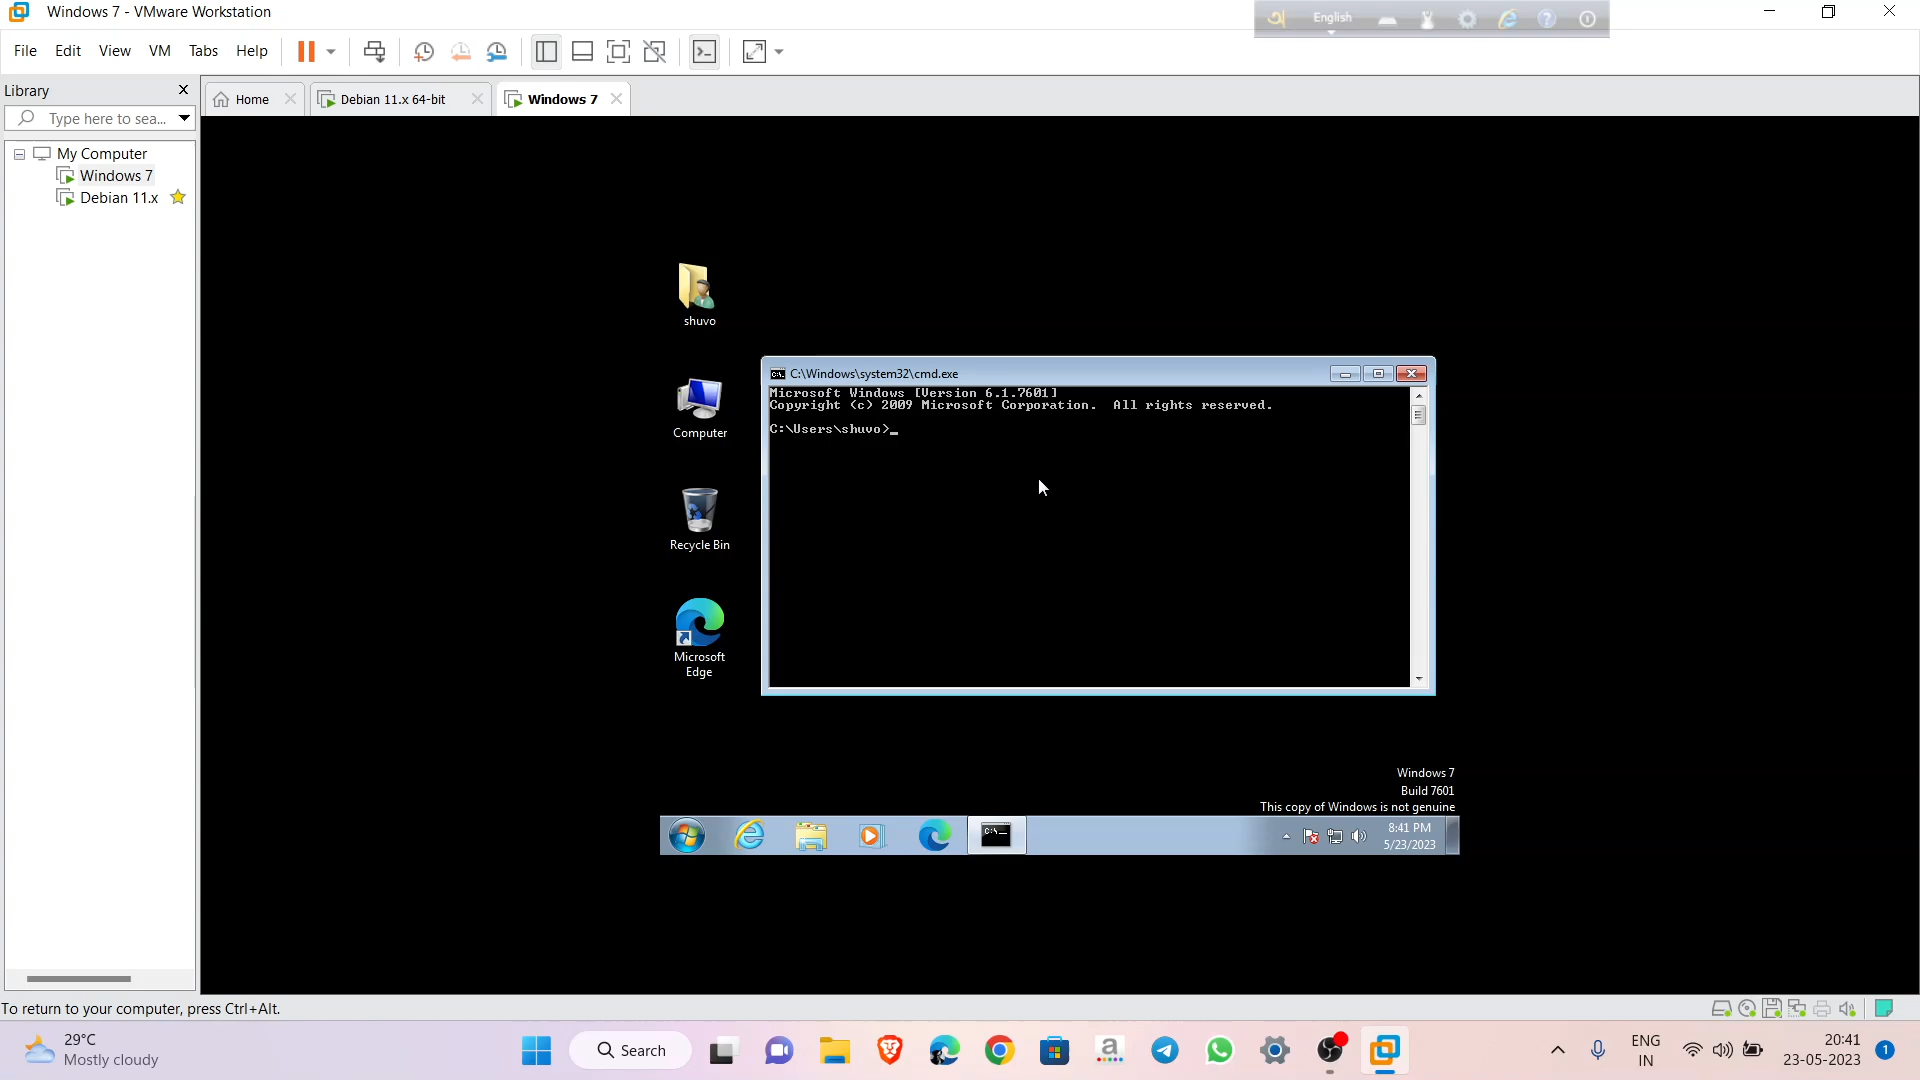 Windows 7 - VMware Workstation
English
File Edit View VM Tabs Help
Library
Type here to sea...
Home
Debian 11.x 64-bit
Windows 7
My Computer
Windows 7
Debian 11.x
shuvo
Computer
Recycle Bin
Microsoft
Edge
C:\Windows\system32\cmd.exe
Microsoft Windows [Version 6.1.7601]
Copyright (c) 2009 Microsoft Corporation.  All rights reserved.
C:\Users\shuvo>_
Windows 7
Build 7601
This copy of Windows is not genuine
8:41 PM
5/23/2023
To return to your computer, press Ctrl+Alt.
29°C
Mostly cloudy
Search
ENG
IN
20:41
23-05-2023
1